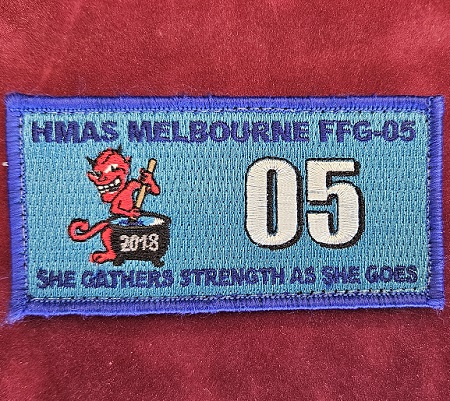 HMAS MELBOURNE FFG-05
05
2018
SHE GATHERS STRENGTH AS SHE GOES